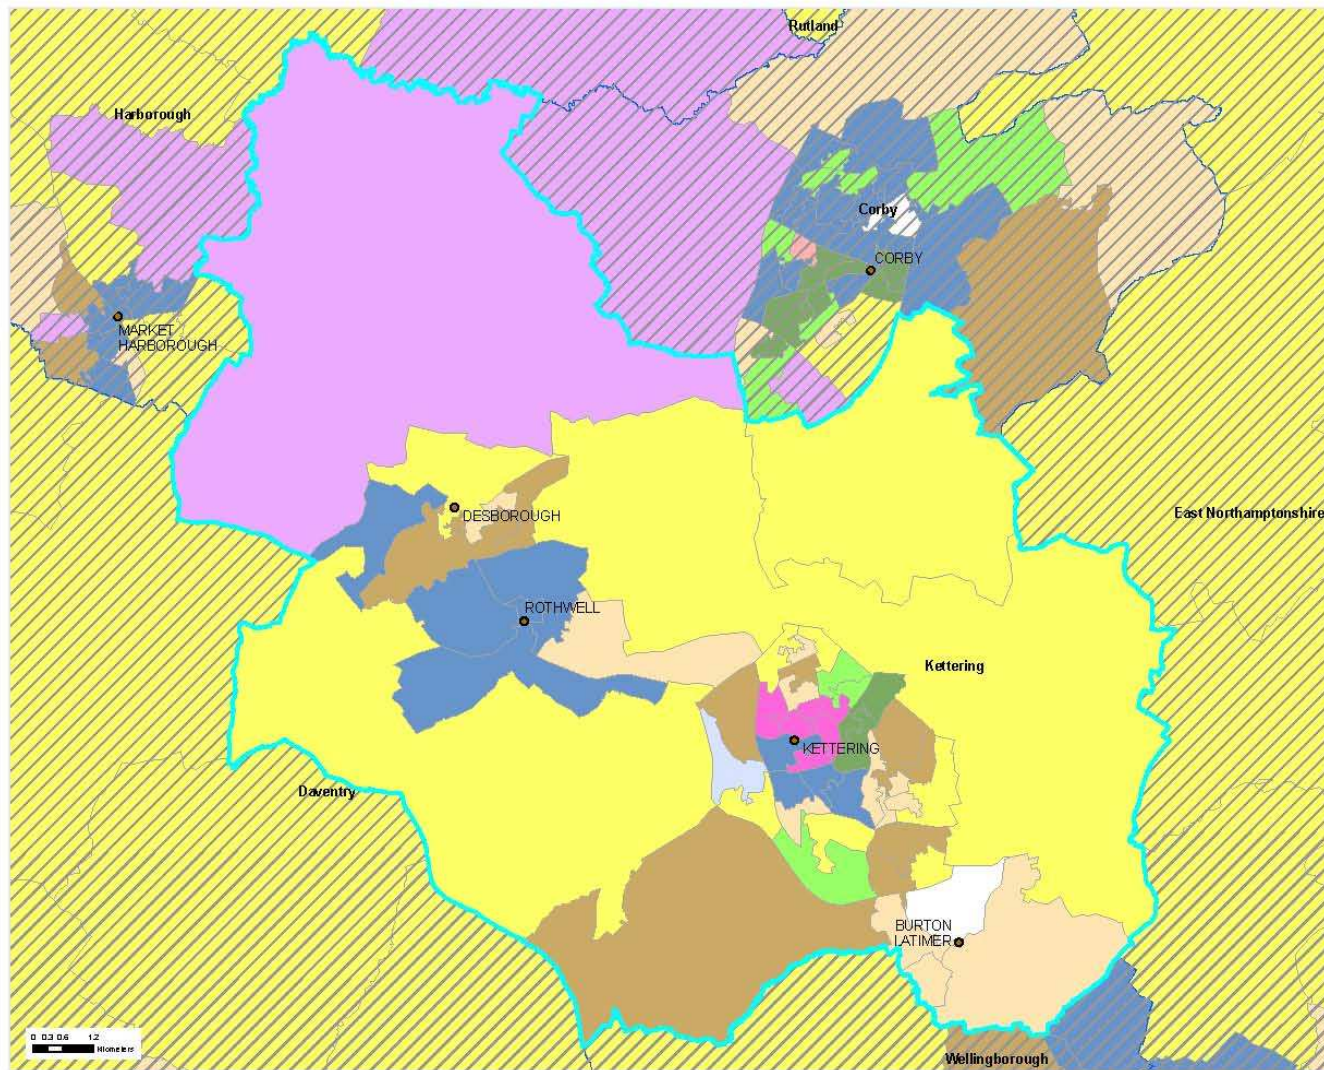 Rutland
Harborough
Corby
CORBY
MARKET
HARBOROUGH
East Northamptonshire
DESBOROUGH
ROTHWELL
Kettering
KETTERING
Daventry
BURTON
LATIMER
0 0.3 0.6 1.2
Kilometers
Wellingborough